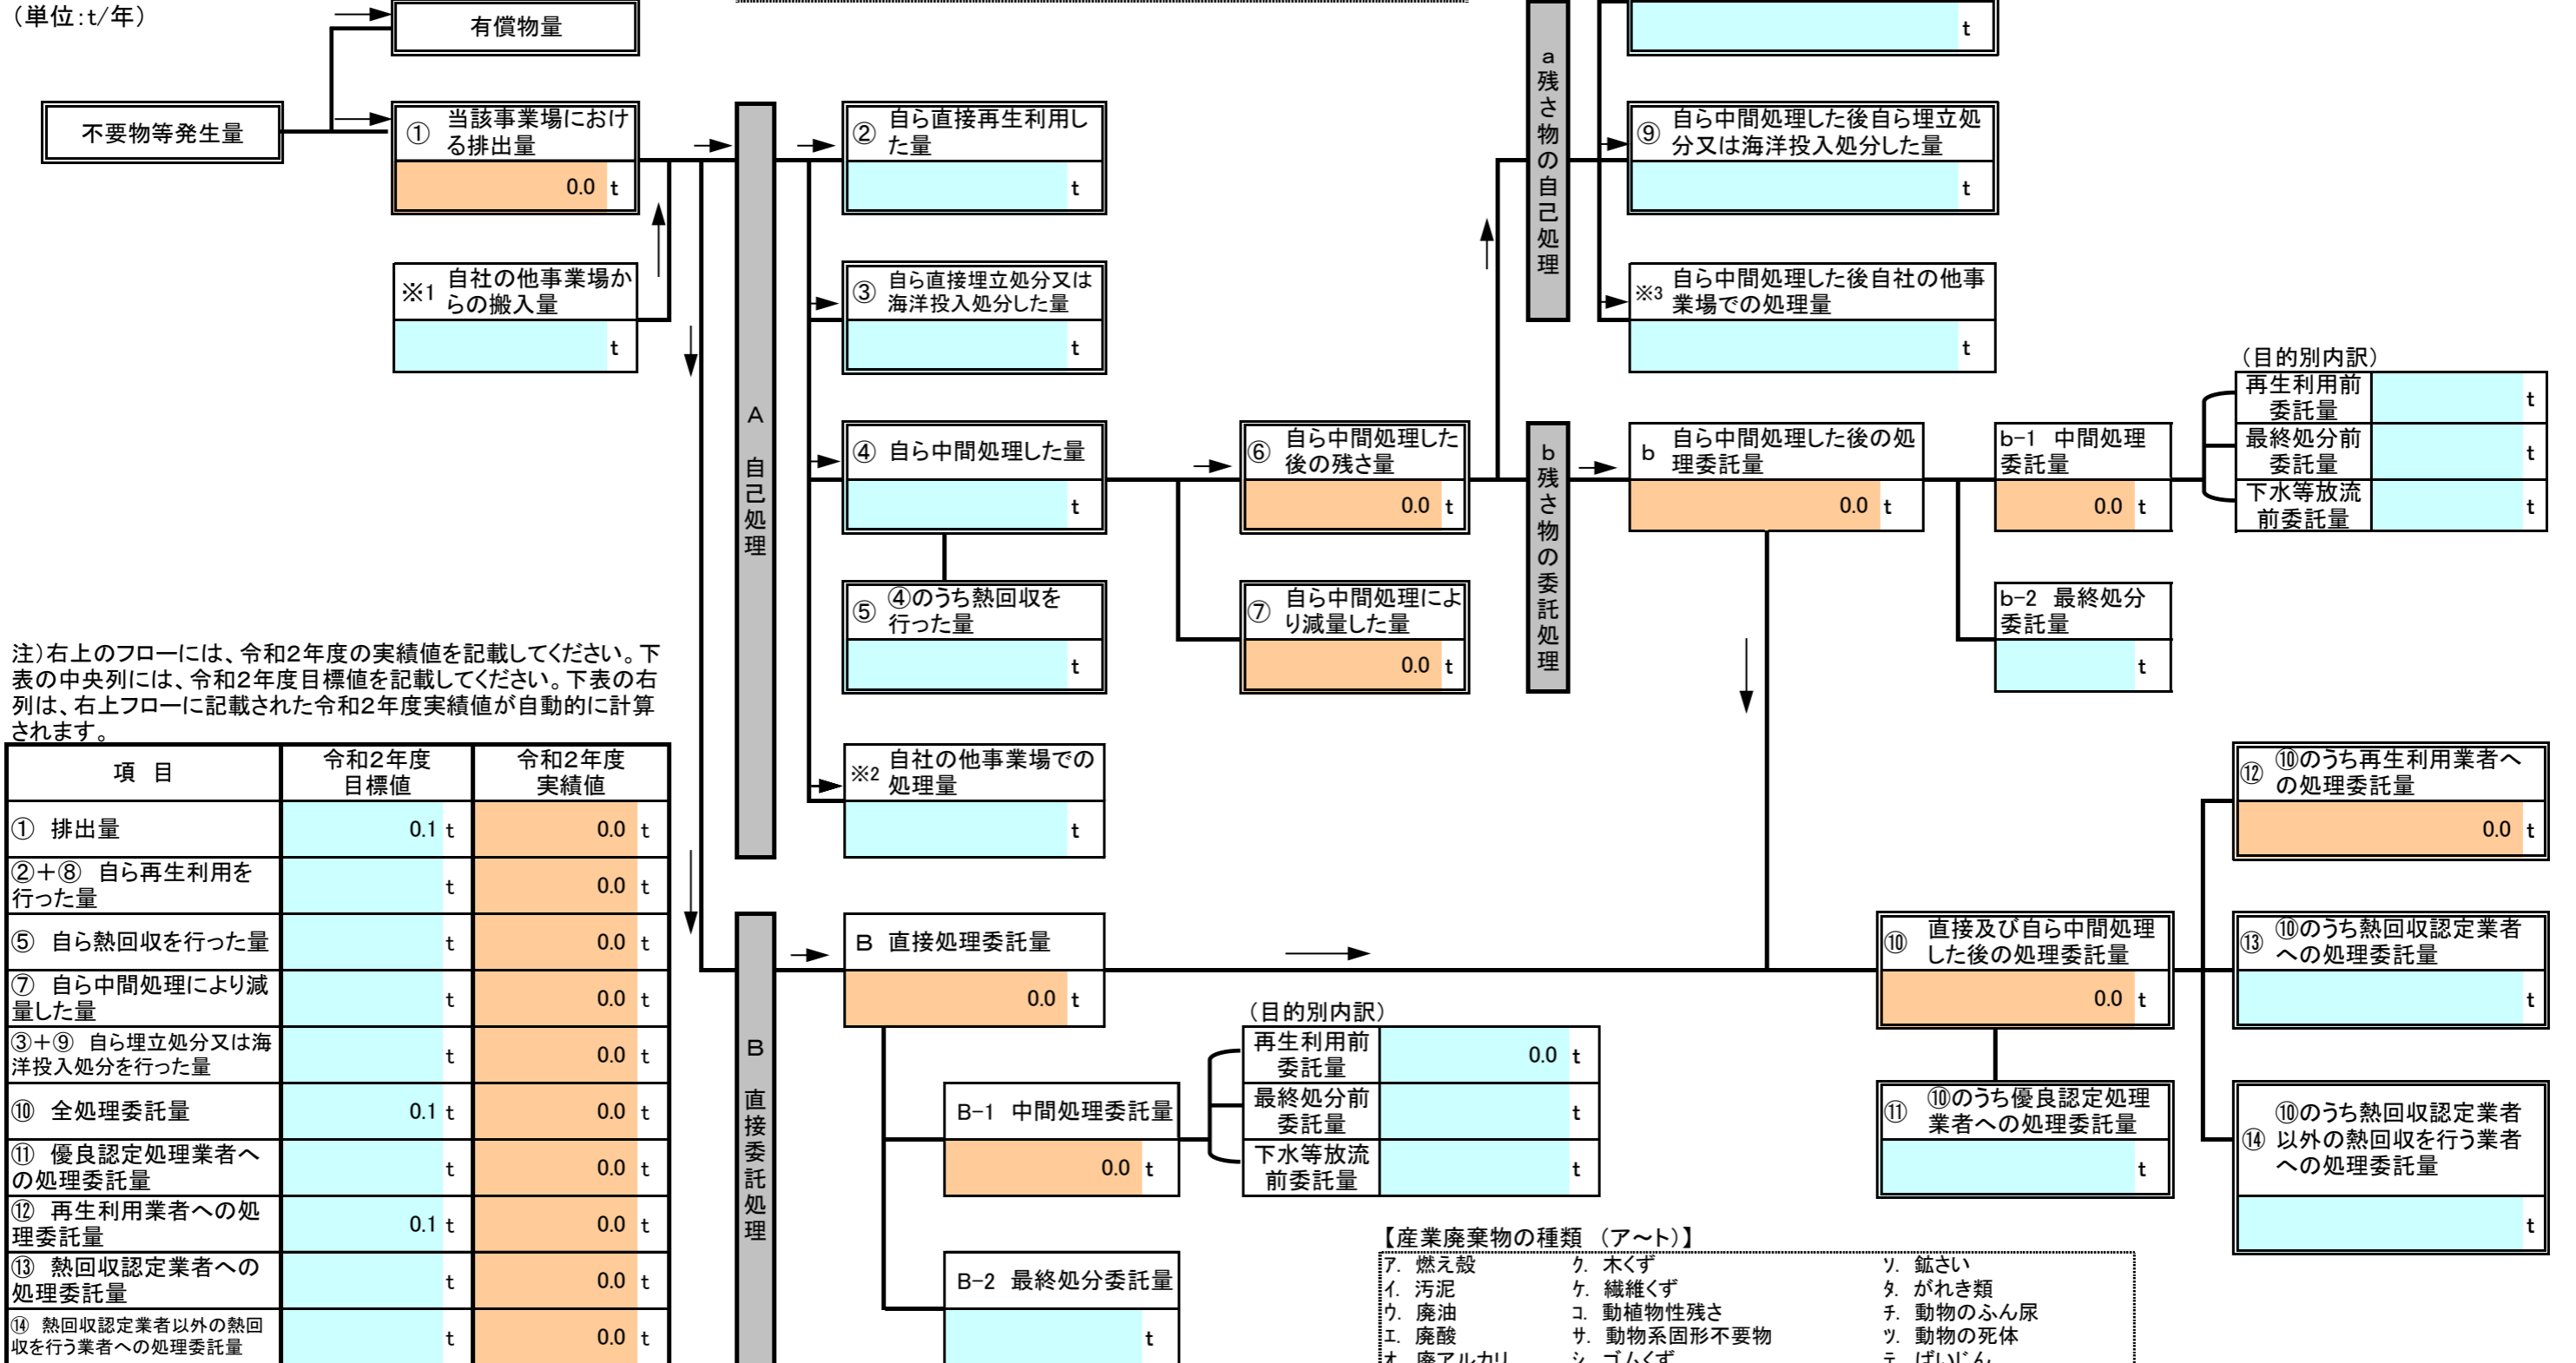 (単位:t/年)
有償物量
t
不要物等発生量
① 当該事業場におけ
る排出量
0.0 t
※1 自社の他事業場か
らの搬入量
t
A 自己処理
② 自ら直接再生利用し
た量
t
③ 自ら直接埋立処分又は
海洋投入処分した量
t
④ 自ら中間処理した量
t
⑤ ④のうち熱回収を
行った量
t
※2 自社の他事業場での
処理量
t
⑥ 自ら中間処理した
後の残さ量
0.0 t
⑦ 自ら中間処理によ
り減量した量
0.0 t
a 残さ物の自己処理
⑨ 自ら中間処理した後自ら埋立処
分又は海洋投入処分した量
t
※3 自ら中間処理した後自社の他事
業場での処理量
t
b 残さ物の委託処理
b 自ら中間処理した後の処
理委託量
0.0 t
b-1 中間処理
委託量
0.0 t
b-2 最終処分
委託量
t
(目的別内訳)
再生利用前
委託量
t
最終処分前
委託量
t
下水等放流
前委託量
t
注)右上のフローには、令和2年度の実績値を記載してください。下
表の中央列には、令和2年度目標値を記載してください。下表の右
列は、右上フローに記載された令和2年度実績値が自動的に計算
されます。
項 目 令和2年度 目標値 令和2年度 実績値
① 排出量 0.1 t 0.0 t
②+⑧ 自ら再生利用を
行った量 t 0.0 t
⑤ 自ら熱回収を行った量 t 0.0 t
⑦ 自ら中間処理により減
量した量 t 0.0 t
③+⑨ 自ら埋立処分又は海
洋投入処分を行った量 t 0.0 t
⑩ 全処理委託量 0.1 t 0.0 t
⑪ 優良認定処理業者へ
の処理委託量 t 0.0 t
⑫ 再生利用業者への処
理委託量 0.1 t 0.0 t
⑬ 熱回収認定業者への
処理委託量 t 0.0 t
⑭ 熱回収認定業者以外の熱回
収を行う業者への処理委託量 t 0.0 t
B 直接委託処理
B 直接処理委託量
0.0 t
B-1 中間処理委託量
0.0 t
B-2 最終処分委託量
t
(目的別内訳)
再生利用前
委託量
0.0 t
最終処分前
委託量
t
下水等放流
前委託量
t
⑩ 直接及び自ら中間処理
した後の処理委託量
0.0 t
⑪ ⑩のうち優良認定処理
業者への処理委託量
t
⑫ ⑩のうち再生利用業者へ
の処理委託量
0.0 t
⑬ ⑩のうち熱回収認定業者
への処理委託量
t
⑭ ⑩のうち熱回収認定業者
以外の熱回収を行う業者
への処理委託量
t
【産業廃棄物の種類 (ア~ト)】
ア. 燃え殻 ク. 木くず ソ. 鉱さい
イ. 汚泥 ケ. 繊維くず タ. がれき類
ウ. 廃油 コ. 動植物性残さ チ. 動物のふん尿
エ. 廃酸 サ. 動物系固形不要物 ツ. 動物の死体
オ. 廃アルカリ シ. ゴムくず テ. ばいじん